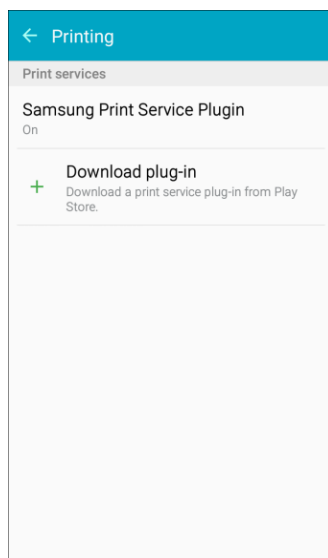 Printing
Print services
Samsung Print Service Plugin
On
Download plug-in
Download a print service plug-in from Play
Store.